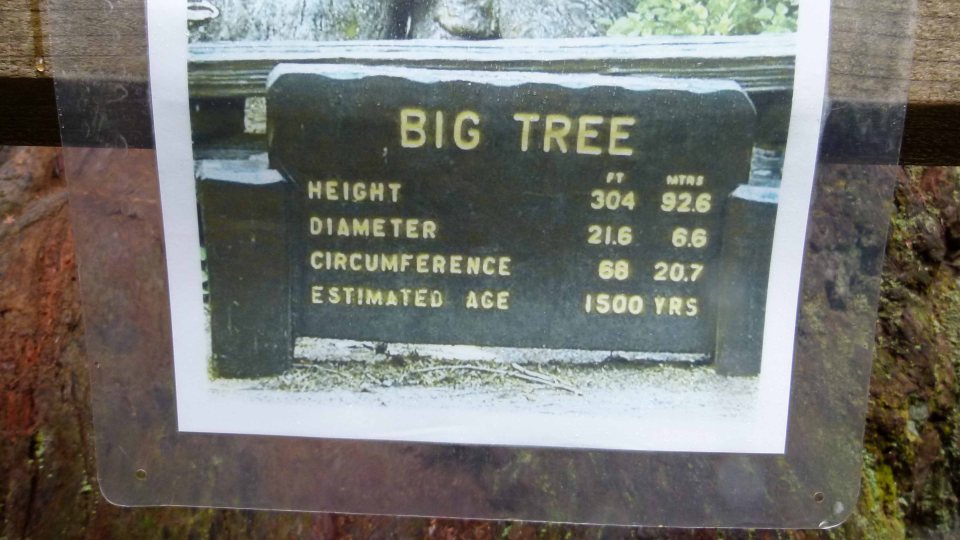 BIG TREE
FT MTRS
HEIGHT 304 92.6
DIAMETER 21.6 6.6
CIRCUMFERENCE 68 20.7
ESTIMATED AGE 1500 YRS